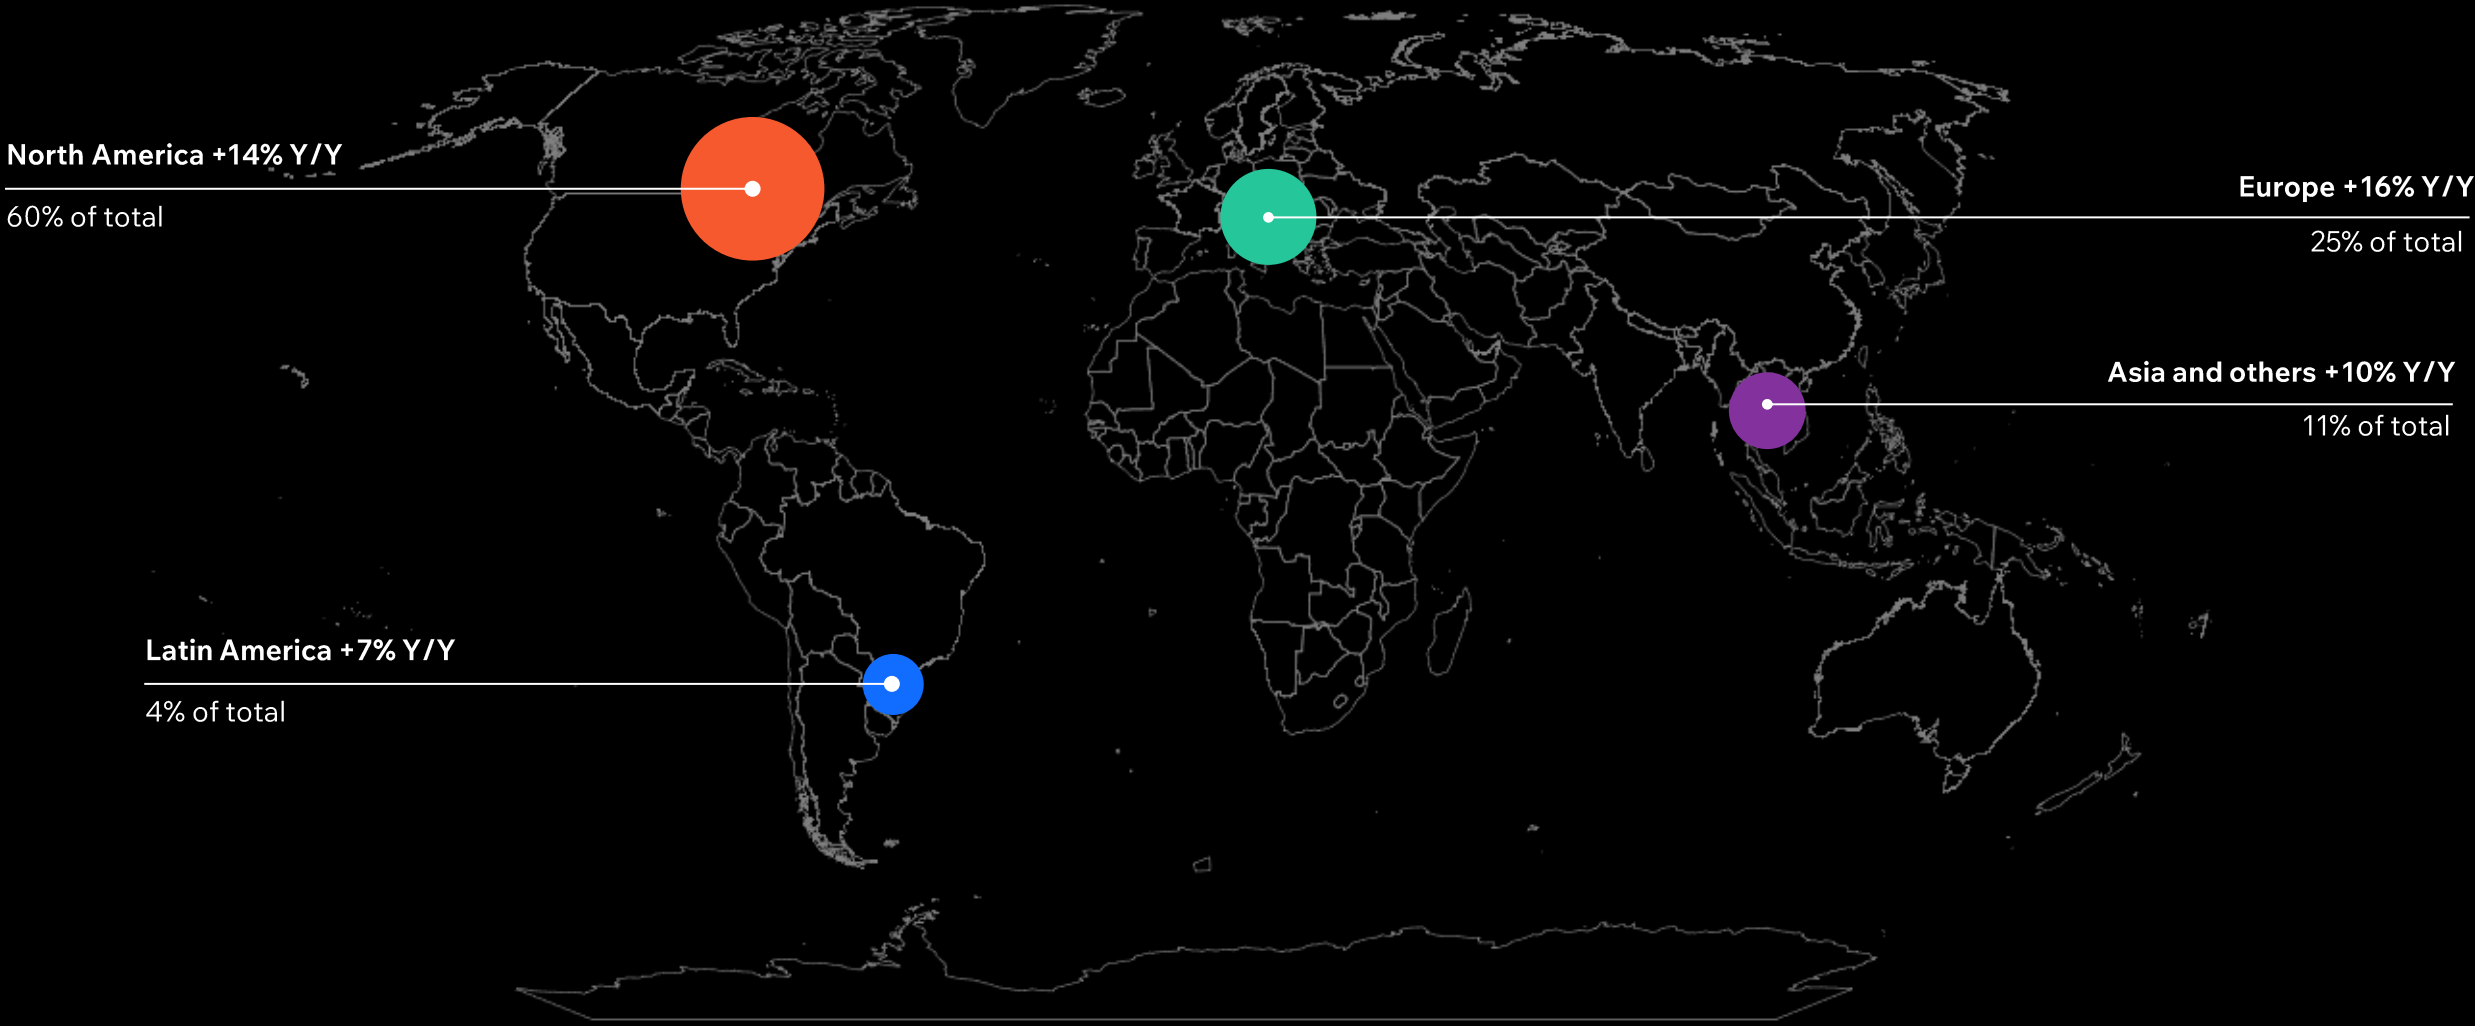 North America +14% Y/Y
60% of total
Europe +16% Y/Y
25% of total
Asia and others +10% Y/Y
11% of total
Latin America +7% Y/Y
4% of total